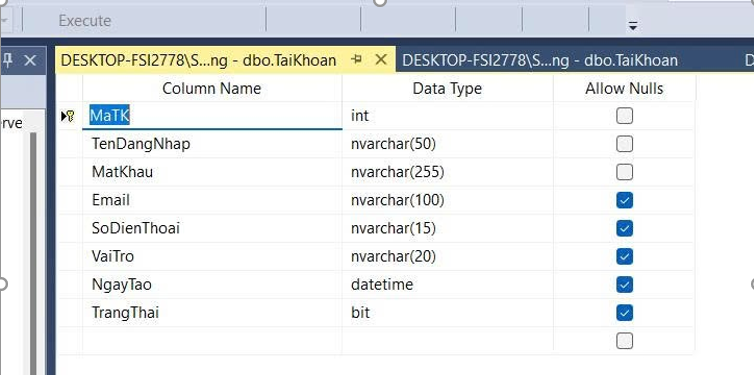 Execute
DESKTOP-FSI2778\S...ng - dbo.TaiKhoan DESKTOP-FSI2778\S...ng - dbo.TaiKhoan D
erve
Column Name Data Type Allow Nulls
MaTK int
TenDangNhap nvarchar(50)
MatKhau nvarchar(255)
Email nvarchar(100)
SoDienThoai nvarchar(15)
VaiTro nvarchar(20)
NgayTao datetime
TrangThai bit